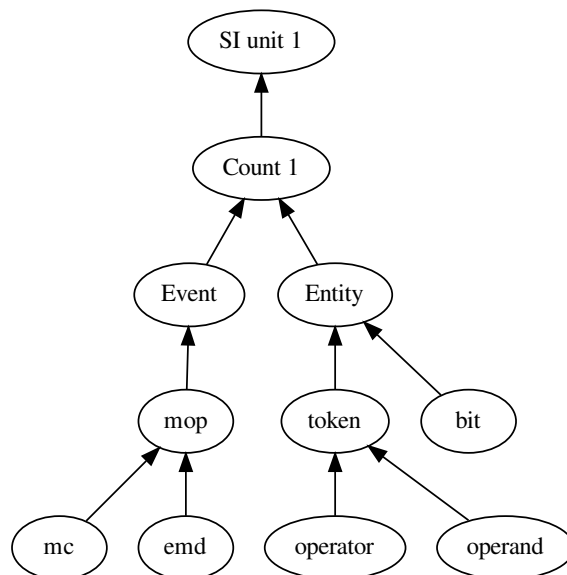 SI unit 1
Count 1
Event
Entity
mop
token
bit
mc
emd
operator
operand